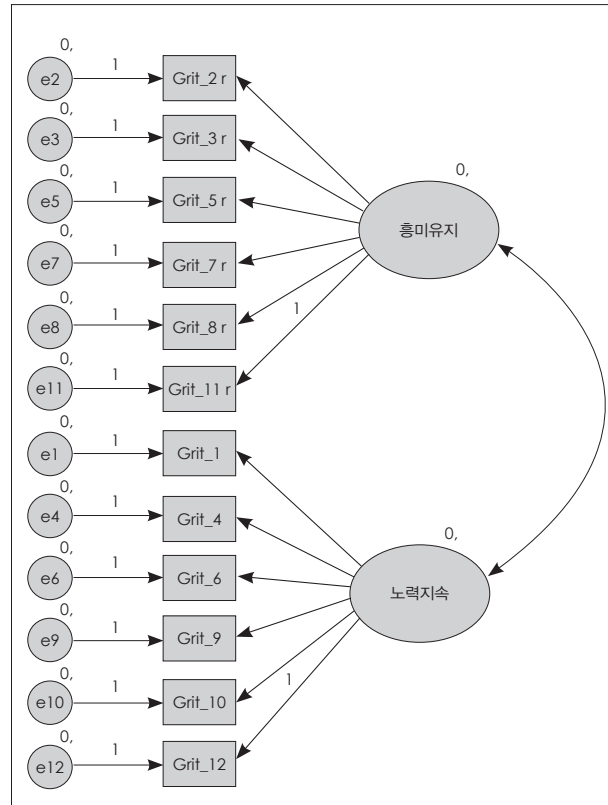 0,
e2 1 Grit_2 r
0,
e3 1 Grit_3 r
0,
0,
e5 1 Grit_5 r
흥미유지
0,
e7 1 Grit_7 r
0,
e8 1 Grit_8 r
1
0,
e11 1 Grit_11 r
0,
e1 1 Grit_1
0,
e4 1 Grit_4
0,
0,
e6 1 Grit_6
노력지속
0,
e9 1 Grit_9
1
0,
e10 1 Grit_10
0,
e12 1 Grit_12